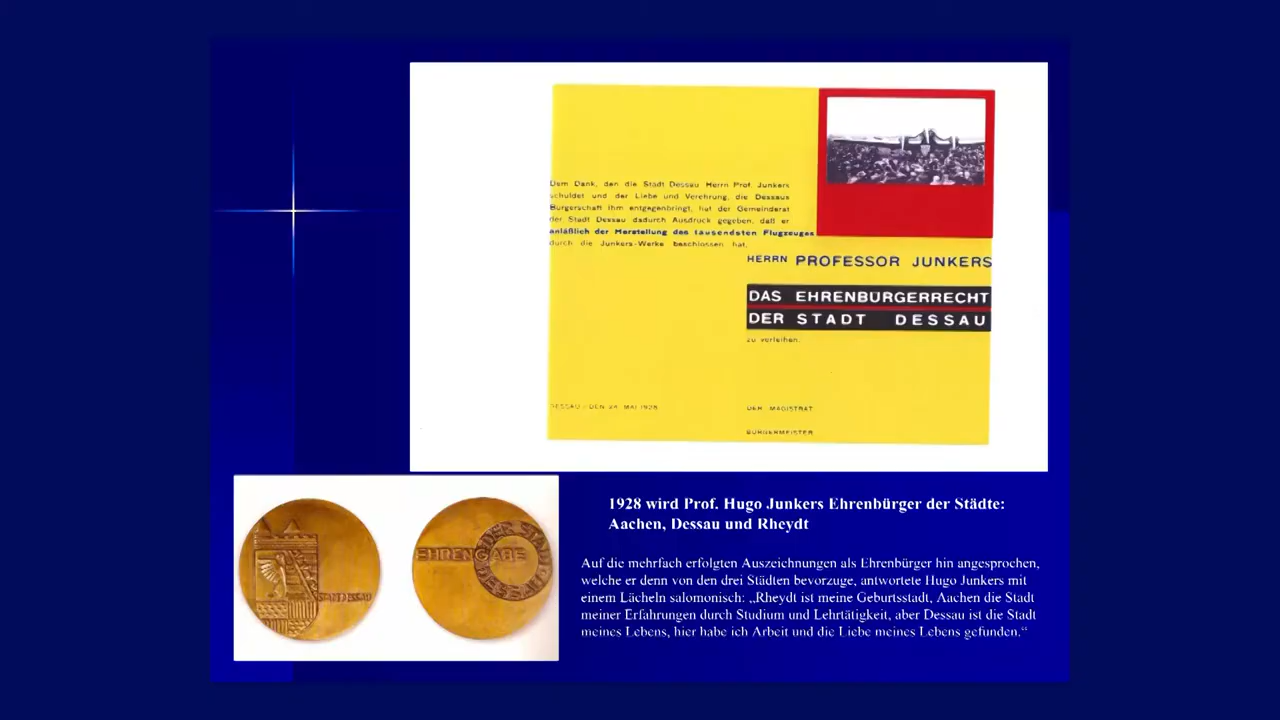 Dem Dank, den die Stadt Dessau Herrn Prof. Junkers
schuldet und der Liebe und Verehrung, die Dessaus
Bürgerschaft ihm entgegenbringt, hat der Gemeinderat
der Stadt Dessau dadurch Ausdruck gegeben, daß er
anläßlich der Herstellung des tausendsten Flugzeuges
durch die Junkers-Werke beschlossen hat,
HERRN PROFESSOR JUNKERS
DAS EHRENBÜRGERRECHT
DER STADT DESSAU
zu verleihen.
DESSAU / DEN 24. MAI 1928
DER MAGISTRAT
BÜRGERMEISTER
STADT DESSAU
EHRENGABE
DER STADT DESSAU
1928 wird Prof. Hugo Junkers Ehrenbürger der Städte:
Aachen, Dessau und Rheydt
Auf die mehrfach erfolgten Auszeichnungen als Ehrenbürger hin angesprochen,
welche er denn von den drei Städten bevorzuge, antwortete Hugo Junkers mit
einem Lächeln salomonisch: „Rheydt ist meine Geburtsstadt, Aachen die Stadt
meiner Erfahrungen durch Studium und Lehrtätigkeit, aber Dessau ist die Stadt
meines Lebens, hier habe ich Arbeit und die Liebe meines Lebens gefunden.“